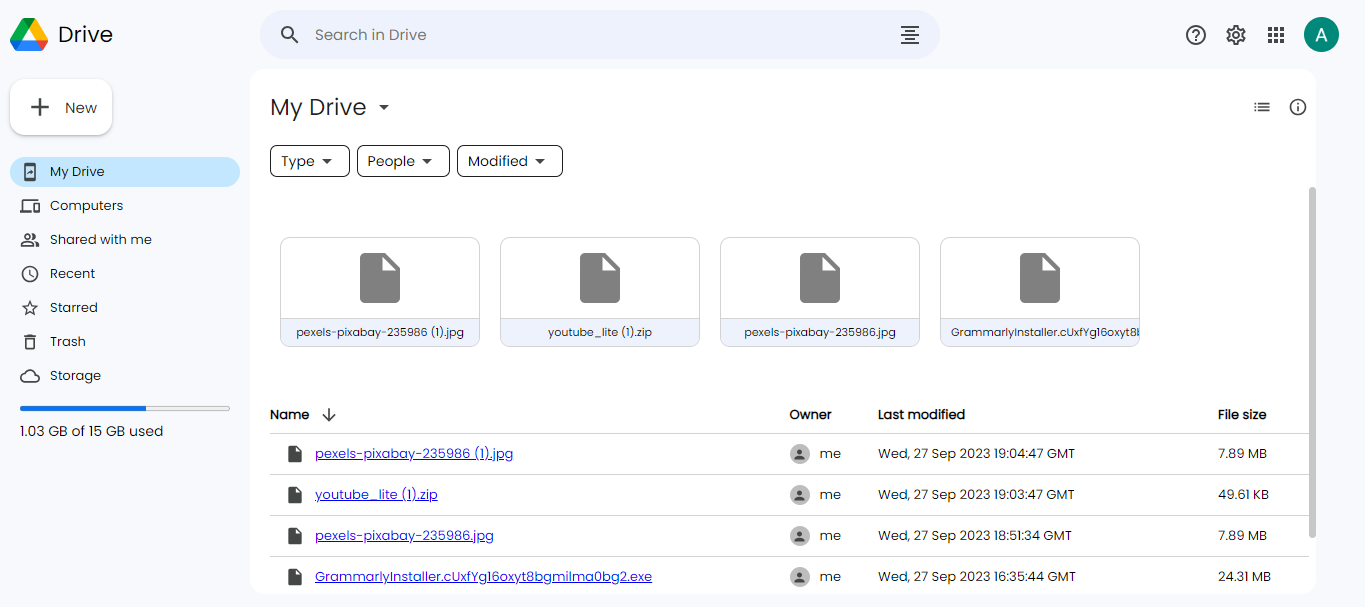 Drive
Search in Drive
A
New
My Drive
Computers
Shared with me
Recent
Starred
Trash
Storage
1.03 GB of 15 GB used
My Drive
Type People Modified
pexels-pixabay-235986 (1).jpg youtube_lite (1).zip pexels-pixabay-235986.jpg GrammarlyInstaller.cUxfYg16oxyt8
Name Owner Last modified File size
pexels-pixabay-235986 (1).jpg me Wed, 27 Sep 2023 19:04:47 GMT 7.89 MB
youtube_lite (1).zip me Wed, 27 Sep 2023 19:03:47 GMT 49.61 KB
pexels-pixabay-235986.jpg me Wed, 27 Sep 2023 18:51:34 GMT 7.89 MB
GrammarlyInstaller.cUxfYg16oxyt8bgmilma0bg2.exe me Wed, 27 Sep 2023 16:35:44 GMT 24.31 MB